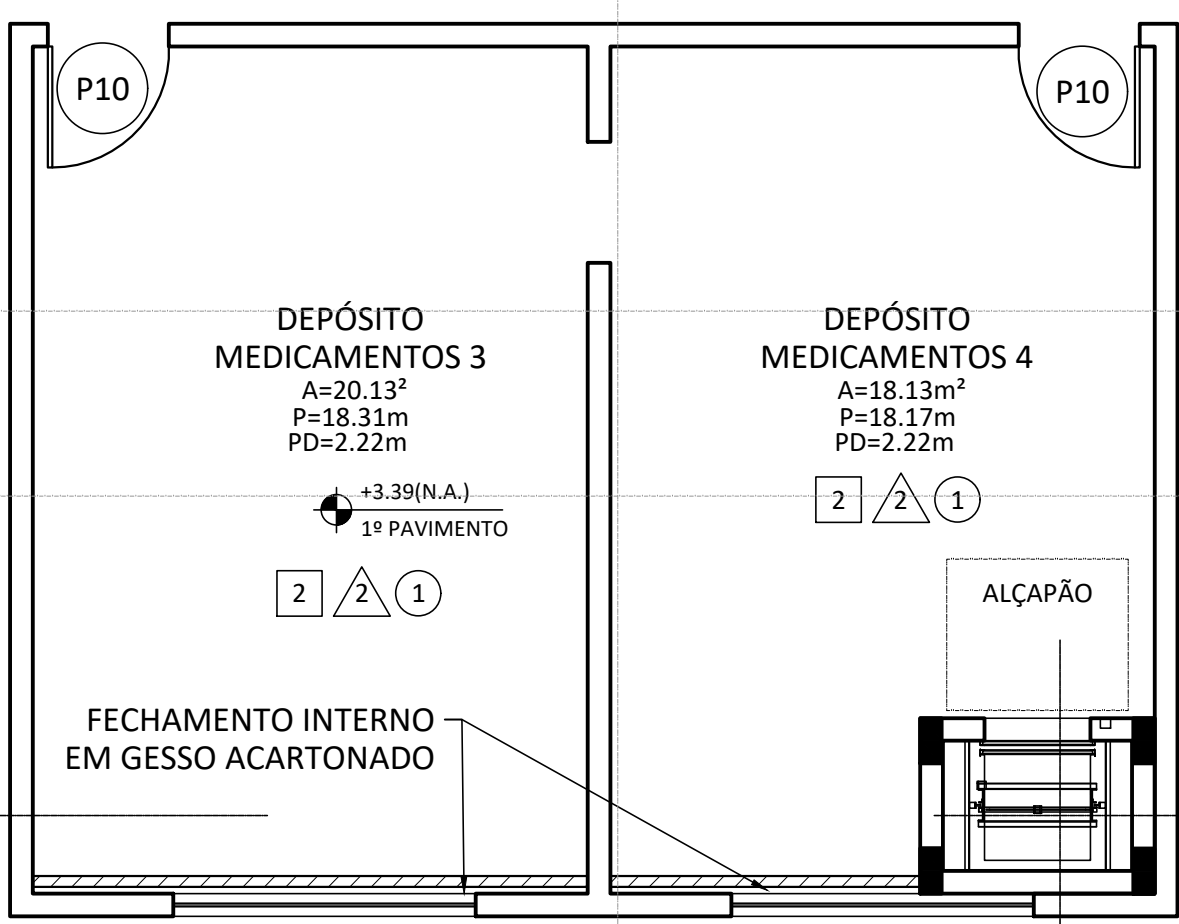 P10
P10
DEPÓSITO
MEDICAMENTOS 3
A=20.13²
P=18.31m
PD=2.22m
+3.39(N.A.)
1º PAVIMENTO
2 2 1
DEPÓSITO
MEDICAMENTOS 4
A=18.13m²
P=18.17m
PD=2.22m
2 2 1
ALÇAPÃO
FECHAMENTO INTERNO
EM GESSO ACARTONADO